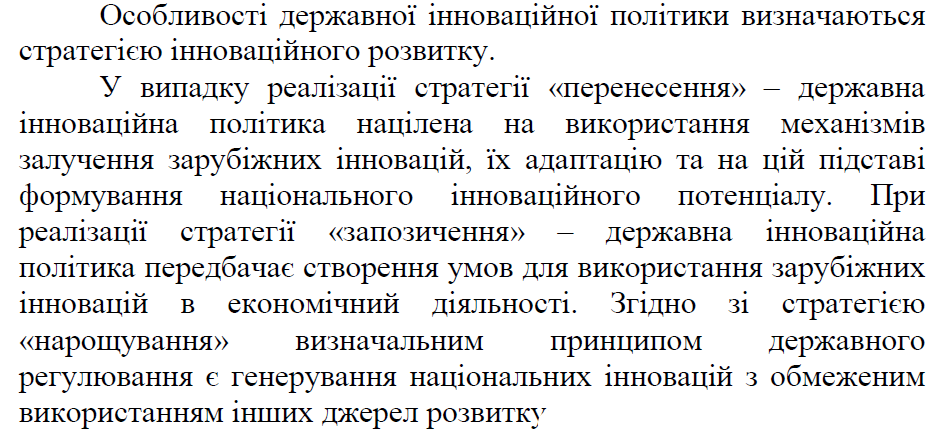 Особливості державної інноваційної політики визначаються
стратегією інноваційного розвитку.
У випадку реалізації стратегії «перенесення» – державна
інноваційна політика націлена на використання механізмів
залучення зарубіжних інновацій, їх адаптацію та на цій підставі
формування національного інноваційного потенціалу. При
реалізації стратегії «запозичення» – державна інноваційна
політика передбачає створення умов для використання зарубіжних
інновацій в економічний діяльності. Згідно зі стратегією
«нарощування» визначальним принципом державного
регулювання є генерування національних інновацій з обмеженим
використанням інших джерел розвитку